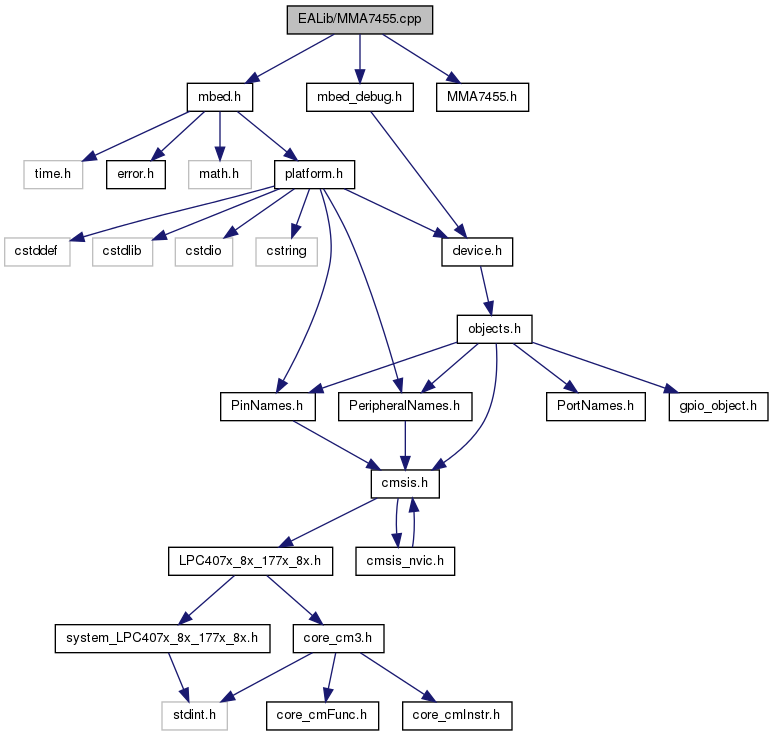 EALib/MMA7455.cpp
mbed.h
mbed_debug.h
MMA7455.h
time.h
error.h
math.h
platform.h
cstddef
cstdlib
cstdio
cstring
device.h
objects.h
PinNames.h
PeripheralNames.h
PortNames.h
gpio_object.h
cmsis.h
LPC407x_8x_177x_8x.h
cmsis_nvic.h
system_LPC407x_8x_177x_8x.h
core_cm3.h
stdint.h
core_cmFunc.h
core_cmInstr.h